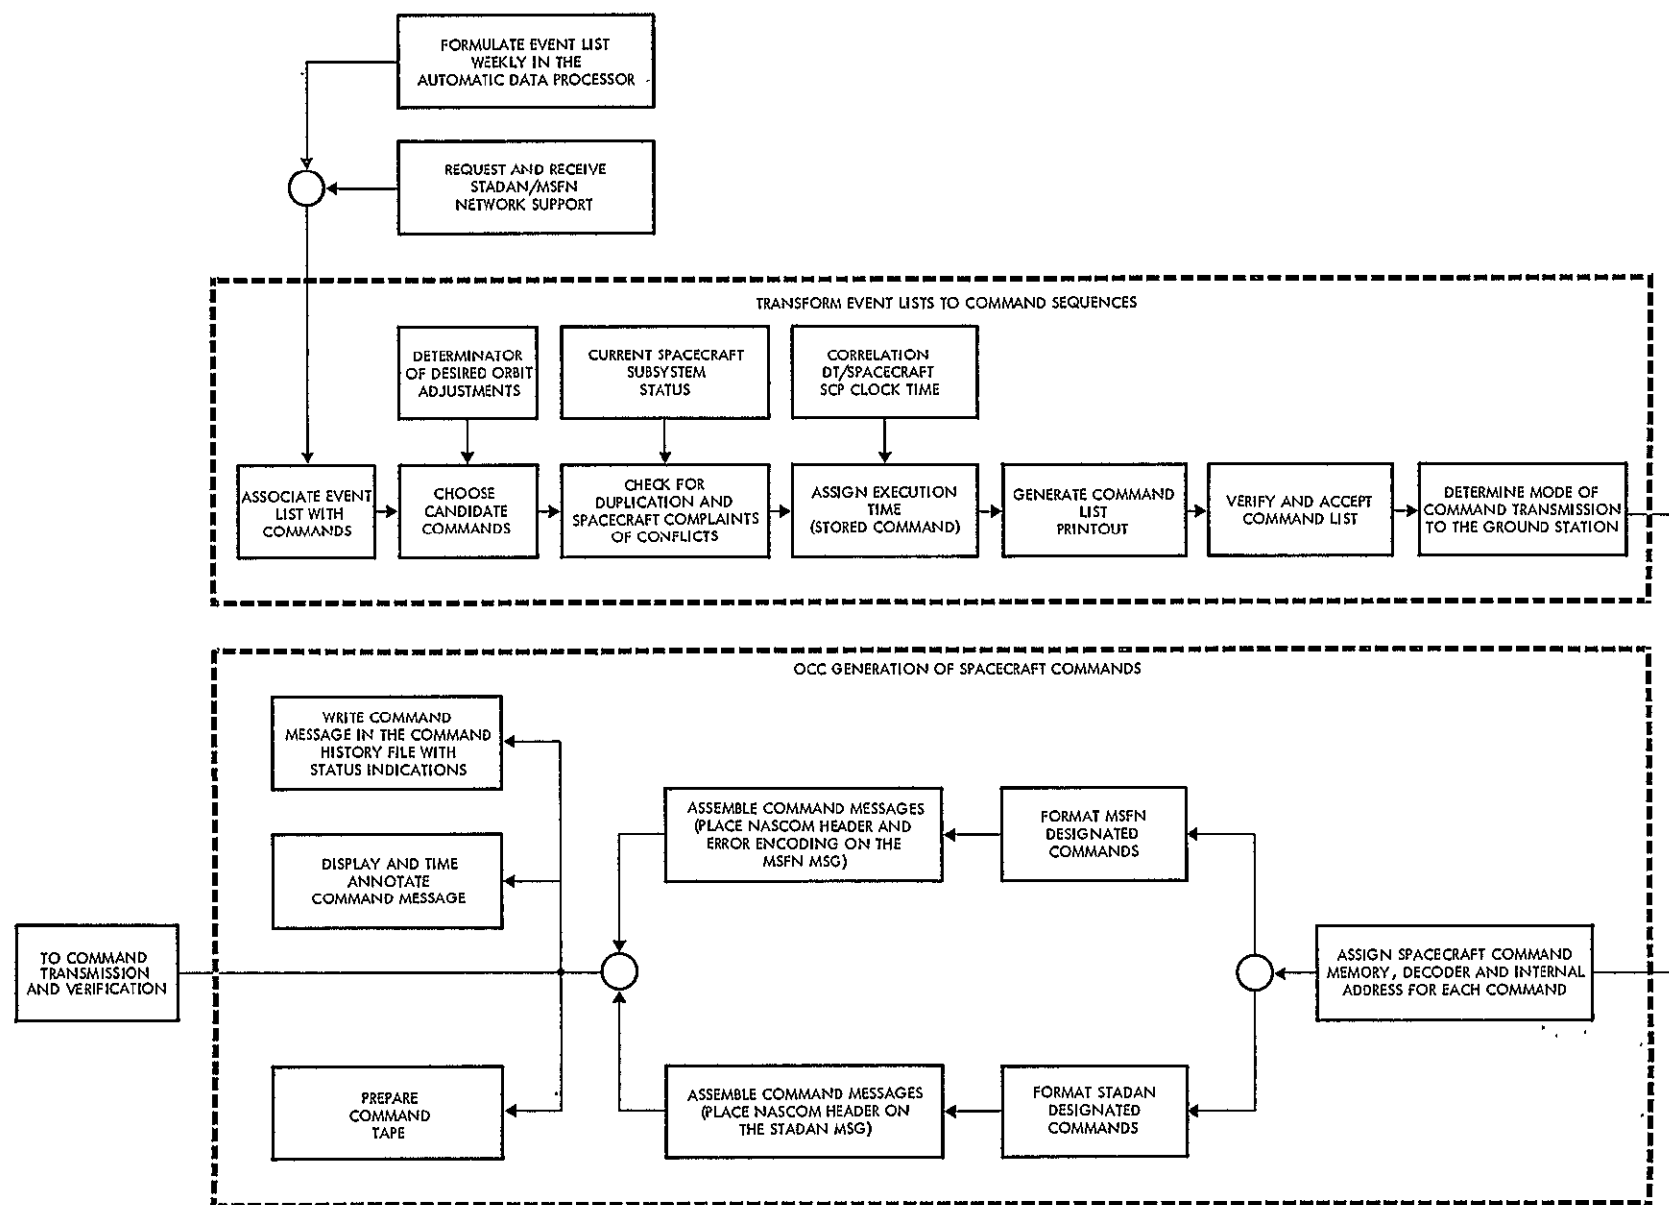 FORMULATE EVENT LIST
WEEKLY IN THE
AUTOMATIC DATA PROCESSOR
REQUEST AND RECEIVE
STADAN/MSFN
NETWORK SUPPORT
TRANSFORM EVENT LISTS TO COMMAND SEQUENCES
DETERMINATOR
OF DESIRED ORBIT
ADJUSTMENTS
CURRENT SPACECRAFT
SUBSYSTEM
STATUS
CORRELATION
DT/SPACECRAFT
SCP CLOCK TIME
ASSOCIATE EVENT
LIST WITH
COMMANDS
CHOOSE
CANDIDATE
COMMANDS
CHECK FOR
DUPLICATION AND
SPACECRAFT COMPLAINTS
OF CONFLICTS
ASSIGN EXECUTION
TIME
(STORED COMMAND)
GENERATE COMMAND
LIST
PRINTOUT
VERIFY AND ACCEPT
COMMAND LIST
DETERMINE MODE OF
COMMAND TRANSMISSION
TO THE GROUND STATION
OCC GENERATION OF SPACECRAFT COMMANDS
WRITE COMMAND
MESSAGE IN THE COMMAND
HISTORY FILE WITH
STATUS INDICATIONS
ASSEMBLE COMMAND MESSAGES
(PLACE NASCOM HEADER AND
ERROR ENCODING ON THE
MSFN MSG)
FORMAT MSFN
DESIGNATED
COMMANDS
DISPLAY AND TIME
ANNOTATE
COMMAND MESSAGE
TO COMMAND
TRANSMISSION
AND VERIFICATION
ASSIGN SPACECRAFT COMMAND
MEMORY, DECODER AND INTERNAL
ADDRESS FOR EACH COMMAND
PREPARE
COMMAND
TAPE
ASSEMBLE COMMAND MESSAGES
(PLACE NASCOM HEADER ON
THE STADAN MSG)
FORMAT STADAN
DESIGNATED
COMMANDS